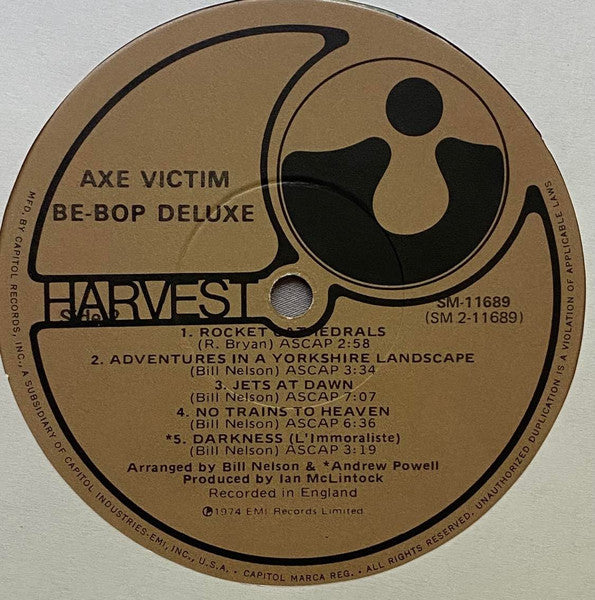 AXE VICTIM
BE-BOP DELUXE
HARVEST
Side 2
SM-11689
(SM 2-11689)
1. ROCKET CATHEDRALS
(R. Bryan) ASCAP 2:58
2. ADVENTURES IN A YORKSHIRE LANDSCAPE
(Bill Nelson) ASCAP 3:34
3. JETS AT DAWN
(Bill Nelson) ASCAP 7:07
4. NO TRAINS TO HEAVEN
(Bill Nelson) ASCAP 6:36
*5. DARKNESS (L'Immoraliste)
(Bill Nelson) ASCAP 3:19
Arranged by Bill Nelson & *Andrew Powell
Produced by Ian McLintock
Recorded in England
℗1974 EMI Records Limited
MFD. BY CAPITOL RECORDS, INC., A SUBSIDIARY OF CAPITOL INDUSTRIES-EMI, INC., U.S.A. • CAPITOL MARCA REG. • ALL RIGHTS RESERVED. UNAUTHORIZED DUPLICATION IS A VIOLATION OF APPLICABLE LAWS